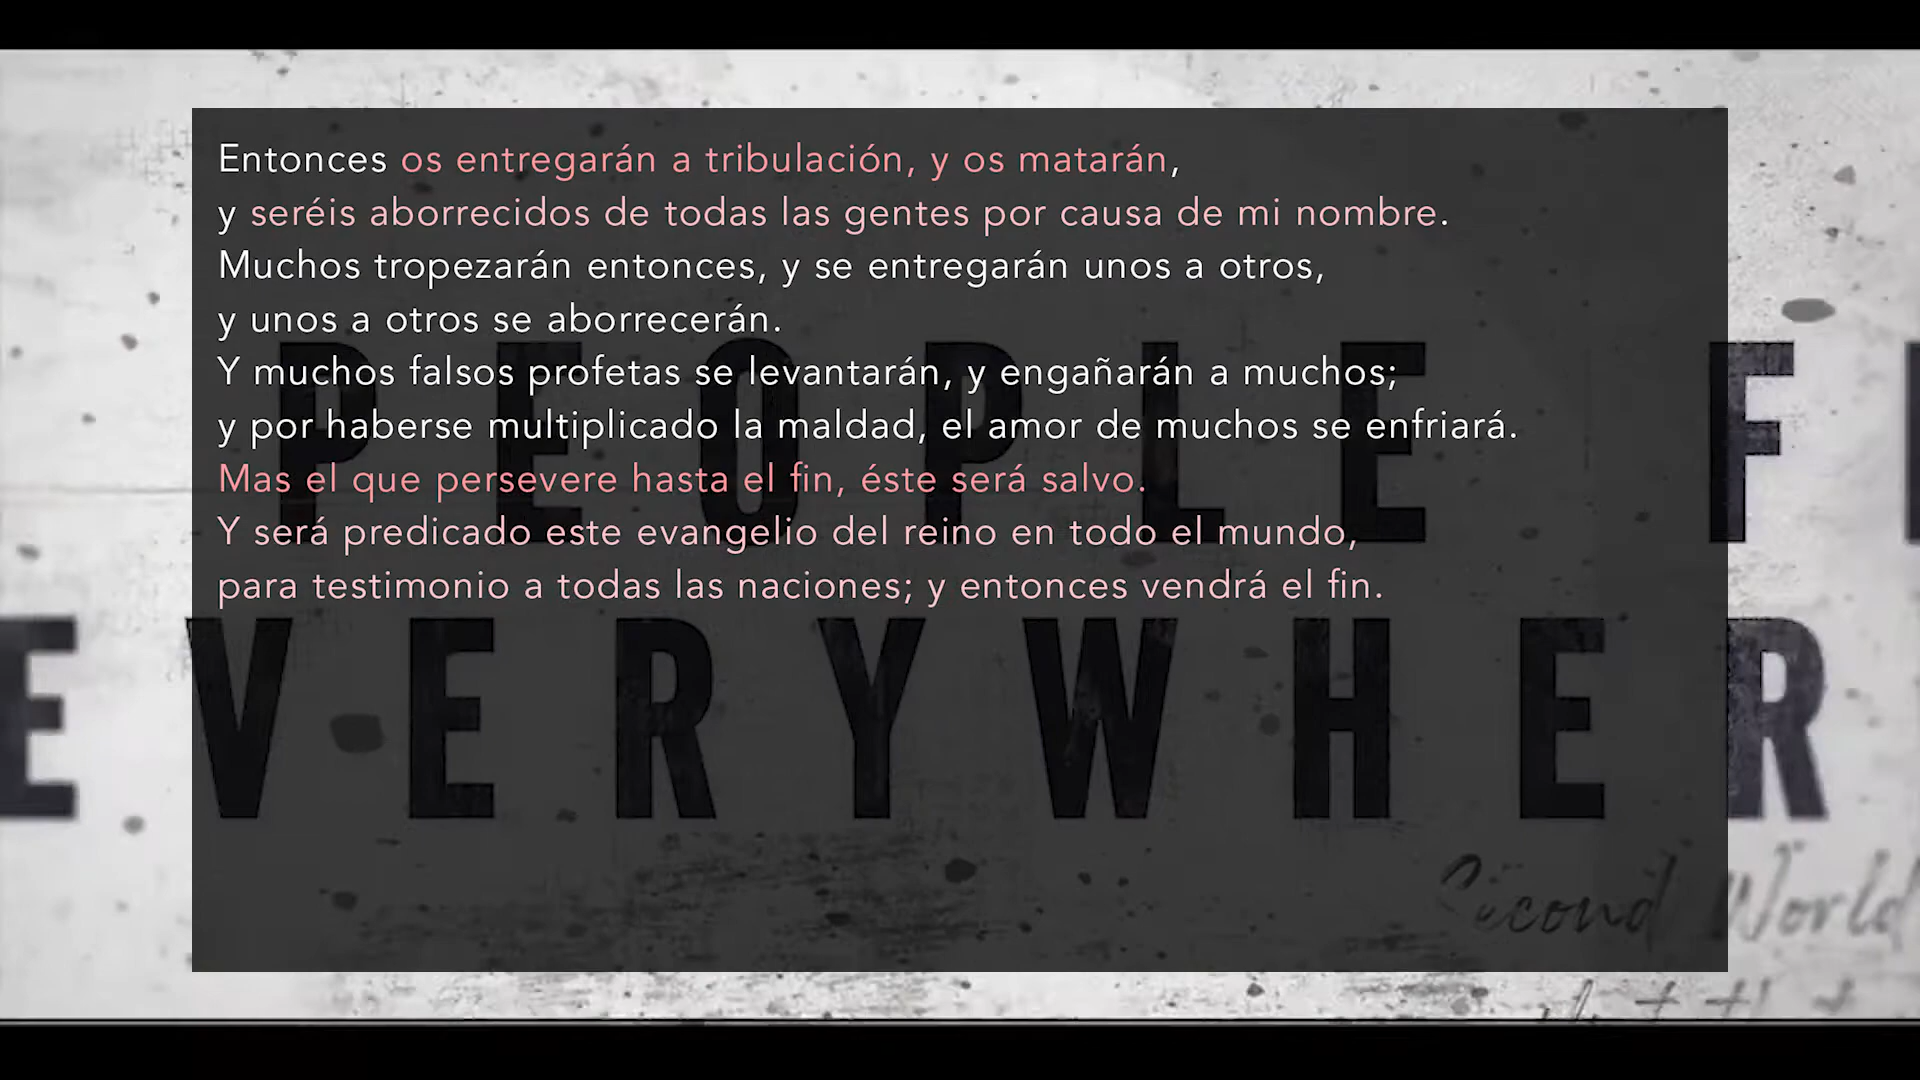 Entonces os entregarán a tribulación, y os matarán,
y seréis aborrecidos de todas las gentes por causa de mi nombre.
Muchos tropezarán entonces, y se entregarán unos a otros,
y unos a otros se aborrecerán.
Y muchos falsos profetas se levantarán, y engañarán a muchos;
y por haberse multiplicado la maldad, el amor de muchos se enfriará.
Mas el que persevere hasta el fin, éste será salvo.
Y será predicado este evangelio del reino en todo el mundo,
para testimonio a todas las naciones; y entonces vendrá el fin.
PEOPLE F
EVERYWHER
Second World